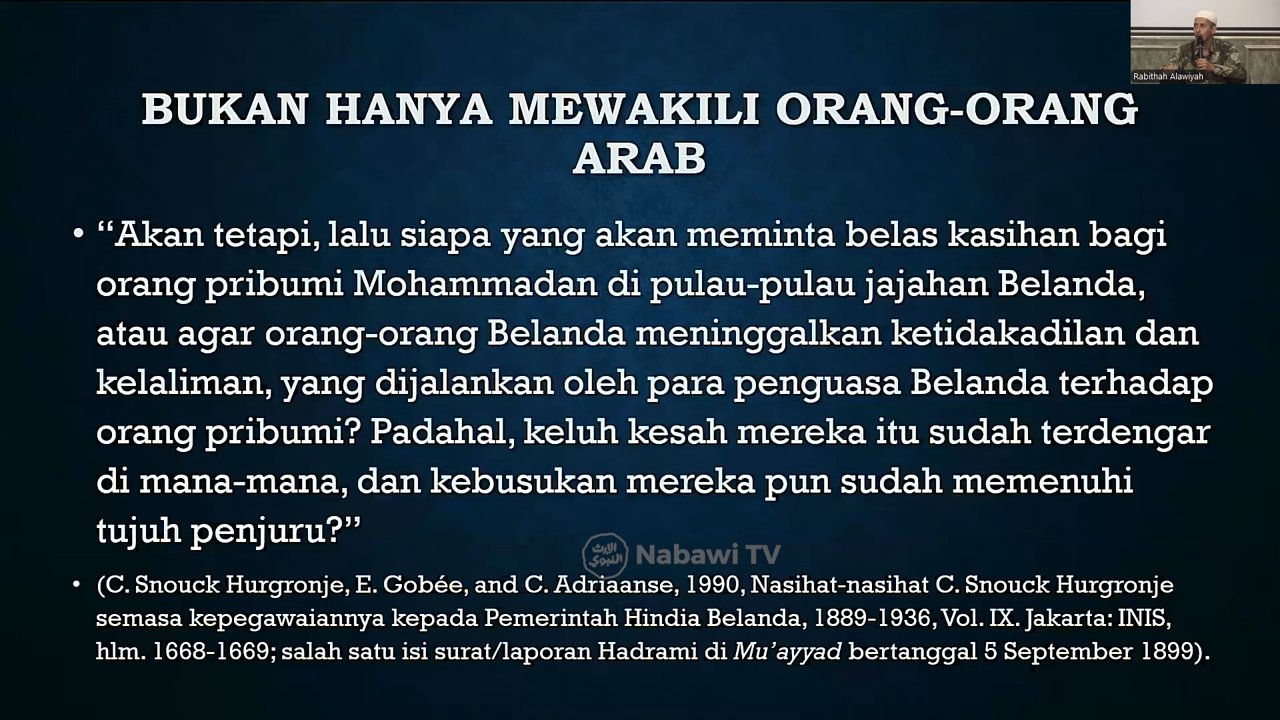 Rabithah Alawiyah
BUKAN HANYA MEWAKILI ORANG-ORANG
ARAB
• “Akan tetapi, lalu siapa yang akan meminta belas kasihan bagi
orang pribumi Mohammadan di pulau-pulau jajahan Belanda,
atau agar orang-orang Belanda meninggalkan ketidakadilan dan
kelaliman, yang dijalankan oleh para penguasa Belanda terhadap
orang pribumi? Padahal, keluh kesah mereka itu sudah terdengar
di mana-mana, dan kebusukan mereka pun sudah memenuhi
tujuh penjuru?”
الإرث
النبوي
Nabawi TV
• (C. Snouck Hurgronje, E. Gobée, and C. Adriaanse, 1990, Nasihat-nasihat C. Snouck Hurgronje
semasa kepegawaiannya kepada Pemerintah Hindia Belanda, 1889-1936, Vol. IX. Jakarta: INIS,
hlm. 1668-1669; salah satu isi surat/laporan Hadrami di Mu’ayyad bertanggal 5 September 1899).